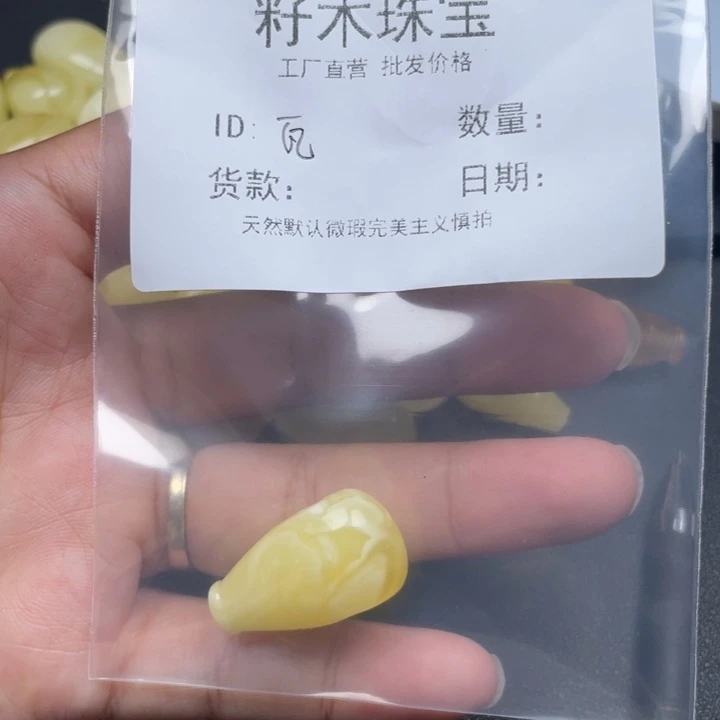 籽禾珠宝
工厂直营 批发价格
ID: 瓦 数量:
货款: 日期:
天然默认微瑕完美主义慎拍